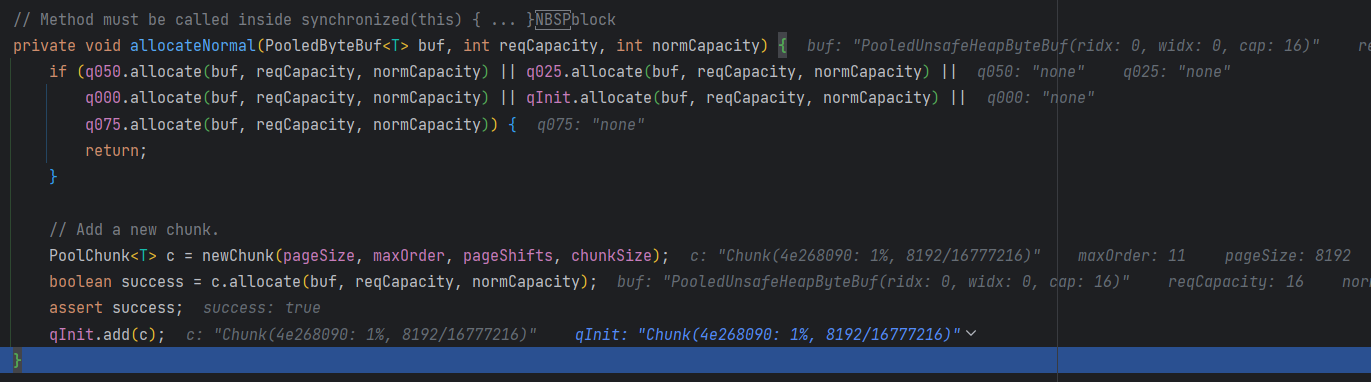 // Method must be called inside synchronized(this) { ... }NBSPblock
private void allocateNormal(PooledByteBuf<T> buf, int reqCapacity, int normCapacity) {  buf: "PooledUnsafeHeapByteBuf(ridx: 0, widx: 0, cap: 16)"
if (q050.allocate(buf, reqCapacity, normCapacity) || q025.allocate(buf, reqCapacity, normCapacity) ||  q050: "none"  q025: "none"
q000.allocate(buf, reqCapacity, normCapacity) || qInit.allocate(buf, reqCapacity, normCapacity) ||  q000: "none"
q075.allocate(buf, reqCapacity, normCapacity)) {  q075: "none"
return;
}
// Add a new chunk.
PoolChunk<T> c = newChunk(pageSize, maxOrder, pageShifts, chunkSize);  c: "Chunk(4e268090: 1%, 8192/16777216)"  maxOrder: 11  pageSize: 8192
boolean success = c.allocate(buf, reqCapacity, normCapacity);  buf: "PooledUnsafeHeapByteBuf(ridx: 0, widx: 0, cap: 16)"  reqCapacity: 16
assert success;  success: true
qInit.add(c);  c: "Chunk(4e268090: 1%, 8192/16777216)"  qInit: "Chunk(4e268090: 1%, 8192/16777216)"
}